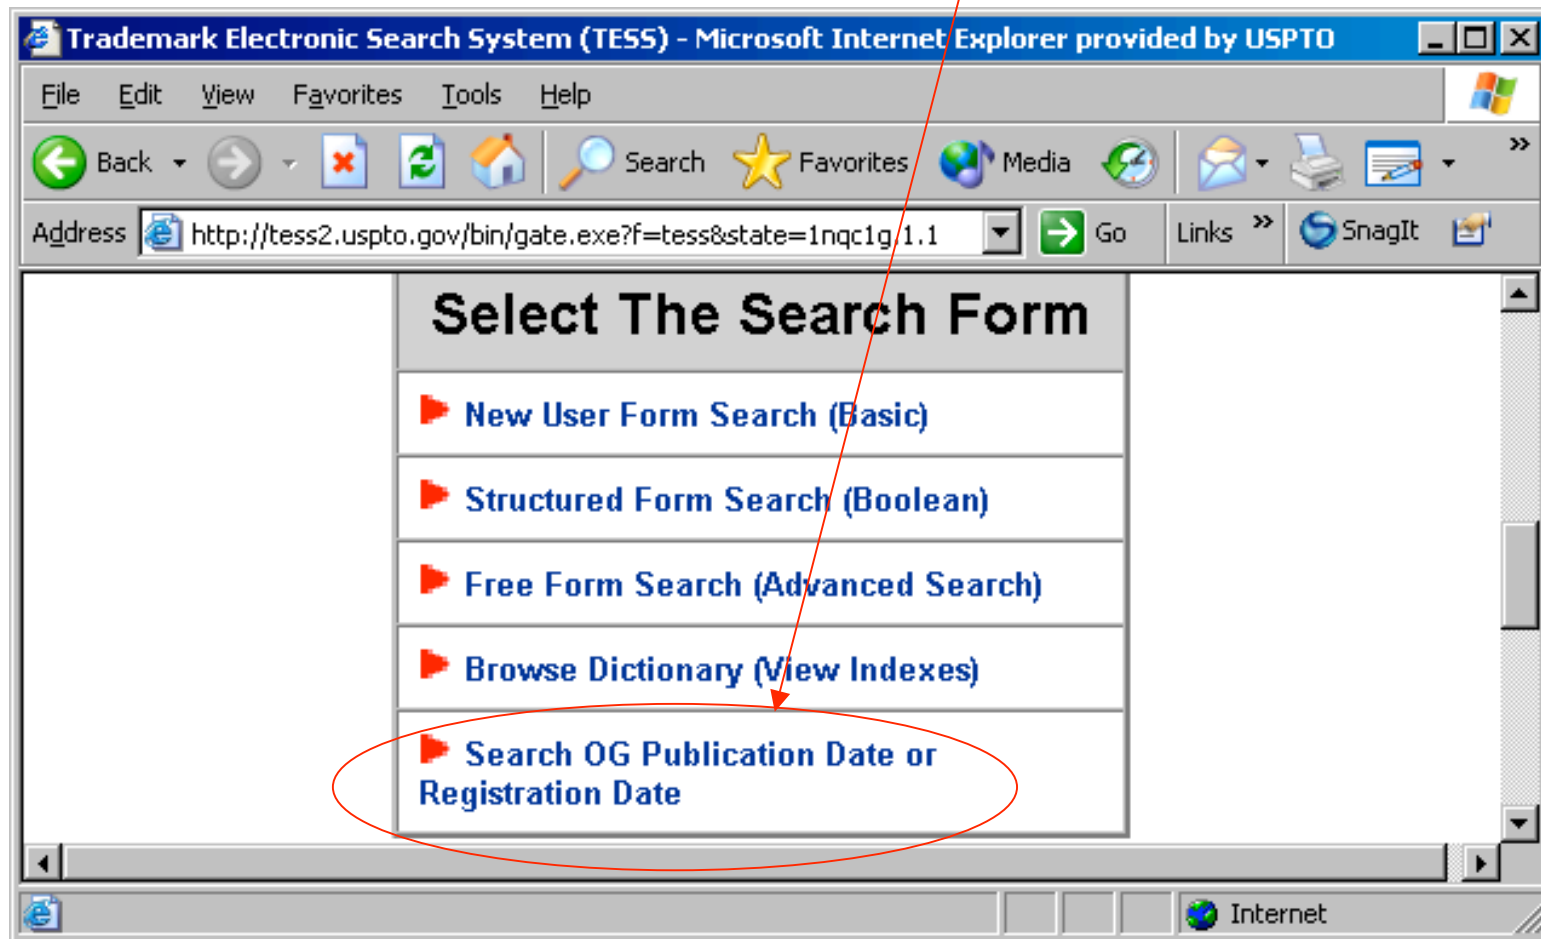 Trademark Electronic Search System (TESS) - Microsoft Internet Explorer provided by USPTO
File Edit View Favorites Tools Help
Back Search Favorites Media »
Address http://tess2.uspto.gov/bin/gate.exe?f=tess&state=1nqc1g.1.1 Go Links » SnagIt
Select The Search Form
New User Form Search (Basic)
Structured Form Search (Boolean)
Free Form Search (Advanced Search)
Browse Dictionary (View Indexes)
Search OG Publication Date or
Registration Date
Internet